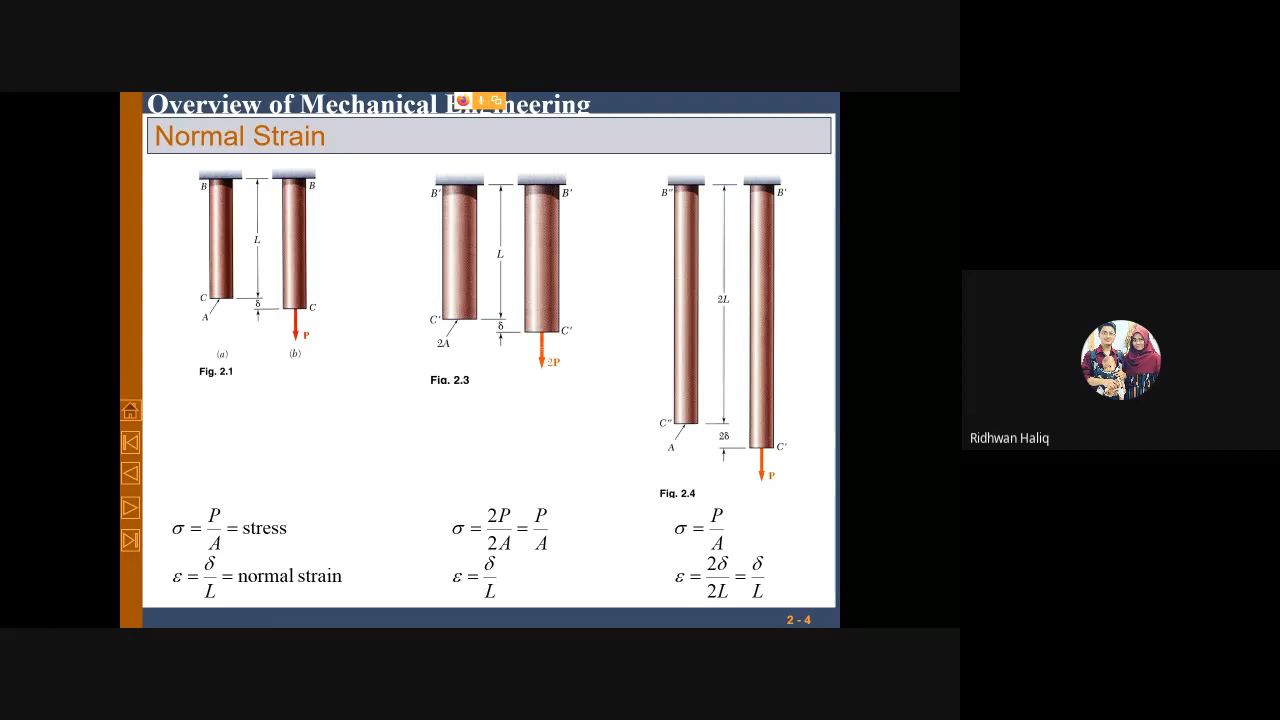 Overview of Mechanical Engineering
Normal Strain
B
B
L
C
δ
C
A
P
(a)
(b)
Fig. 2.1
B'
B'
L
C'
δ
C'
2A
2P
Fig. 2.3
B"
B'
2L
C"
2δ
C'
A
P
Fig. 2.4
σ = P/A = stress
ε = δ/L = normal strain
σ = 2P/2A = P/A
ε = δ/L
σ = P/A
ε = 2δ/2L = δ/L
2 - 4
Ridhwan Haliq